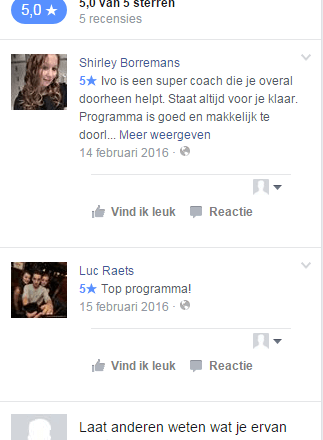 5,0 ★ 5,0 van 5 sterren
5 recensies
Shirley Borremans
5★ Ivo is een super coach die je overal
doorheen helpt. Staat altijd voor je klaar.
Programma is goed en makkelijk te
doorl... Meer weergeven
14 februari 2016 ·
Vind ik leuk Reactie
Luc Raets
5★ Top programma!
15 februari 2016 ·
Vind ik leuk Reactie
Laat anderen weten wat je ervan